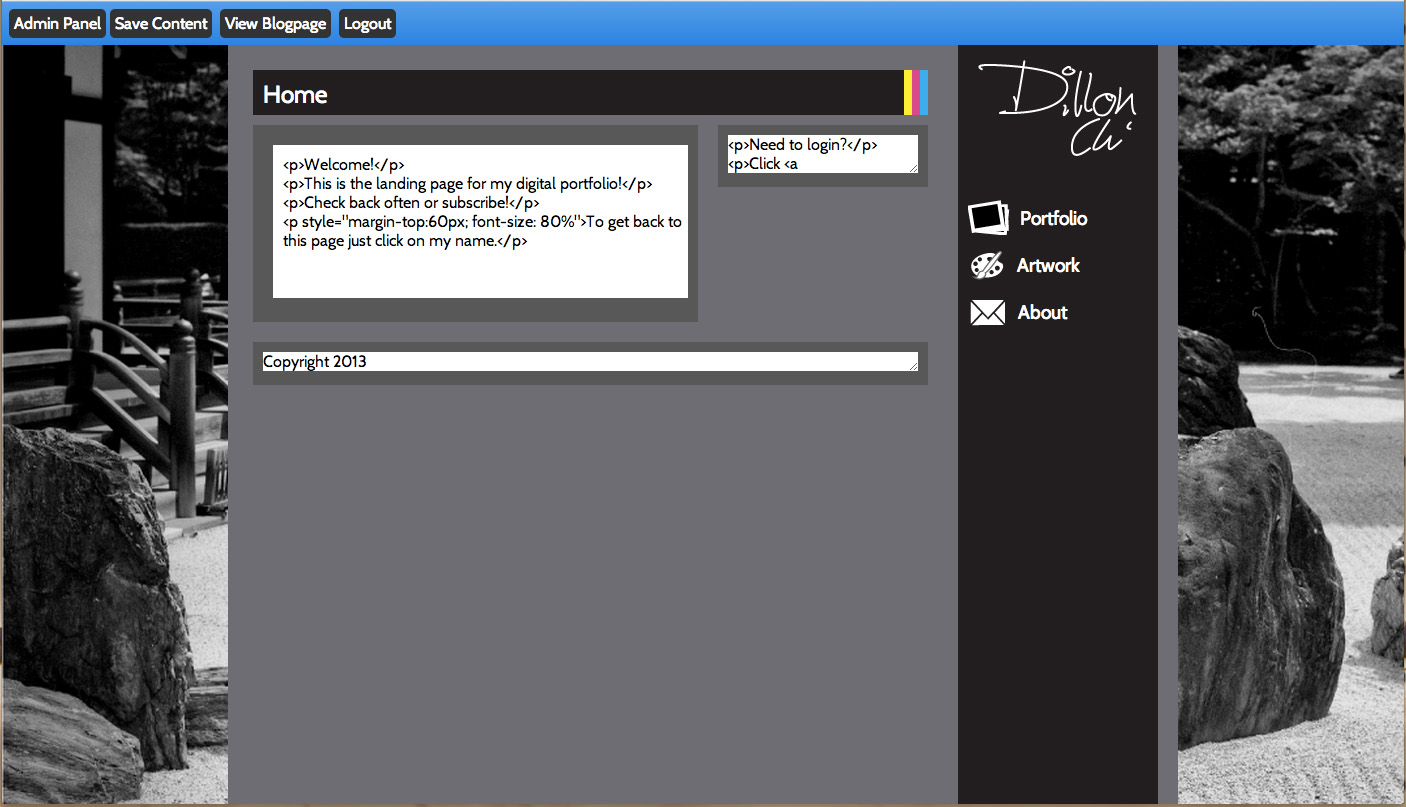 Admin Panel Save Content View Blogpage Logout
Home
<p>Welcome!</p>
<p>This is the landing page for my digital portfolio!</p>
<p>Check back often or subscribe!</p>
<p style="margin-top:60px; font-size: 80%">To get back to
this page just click on my name.</p>
<p>Need to login?</p>
<p>Click <a
Copyright 2013
Dillon
Chi
Portfolio
Artwork
About